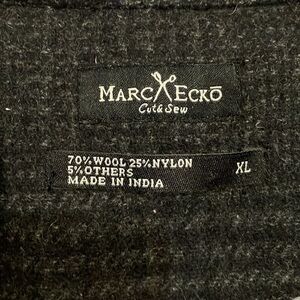 MARC ECKŌ
Cut & Sew
70% WOOL 25% NYLON
5% OTHERS
MADE IN INDIA
XL